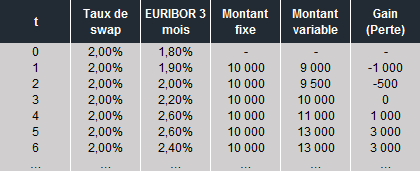 t Taux de swap EURIBOR 3 mois Montant fixe Montant variable Gain (Perte)
0 2,00% 1,80% - - -
1 2,00% 1,90% 10 000 9 000 -1 000
2 2,00% 2,00% 10 000 9 500 -500
3 2,00% 2,20% 10 000 10 000 0
4 2,00% 2,60% 10 000 11 000 1 000
5 2,00% 2,60% 10 000 13 000 3 000
6 2,00% 2,40% 10 000 13 000 3 000
... ... ... ... ... ...